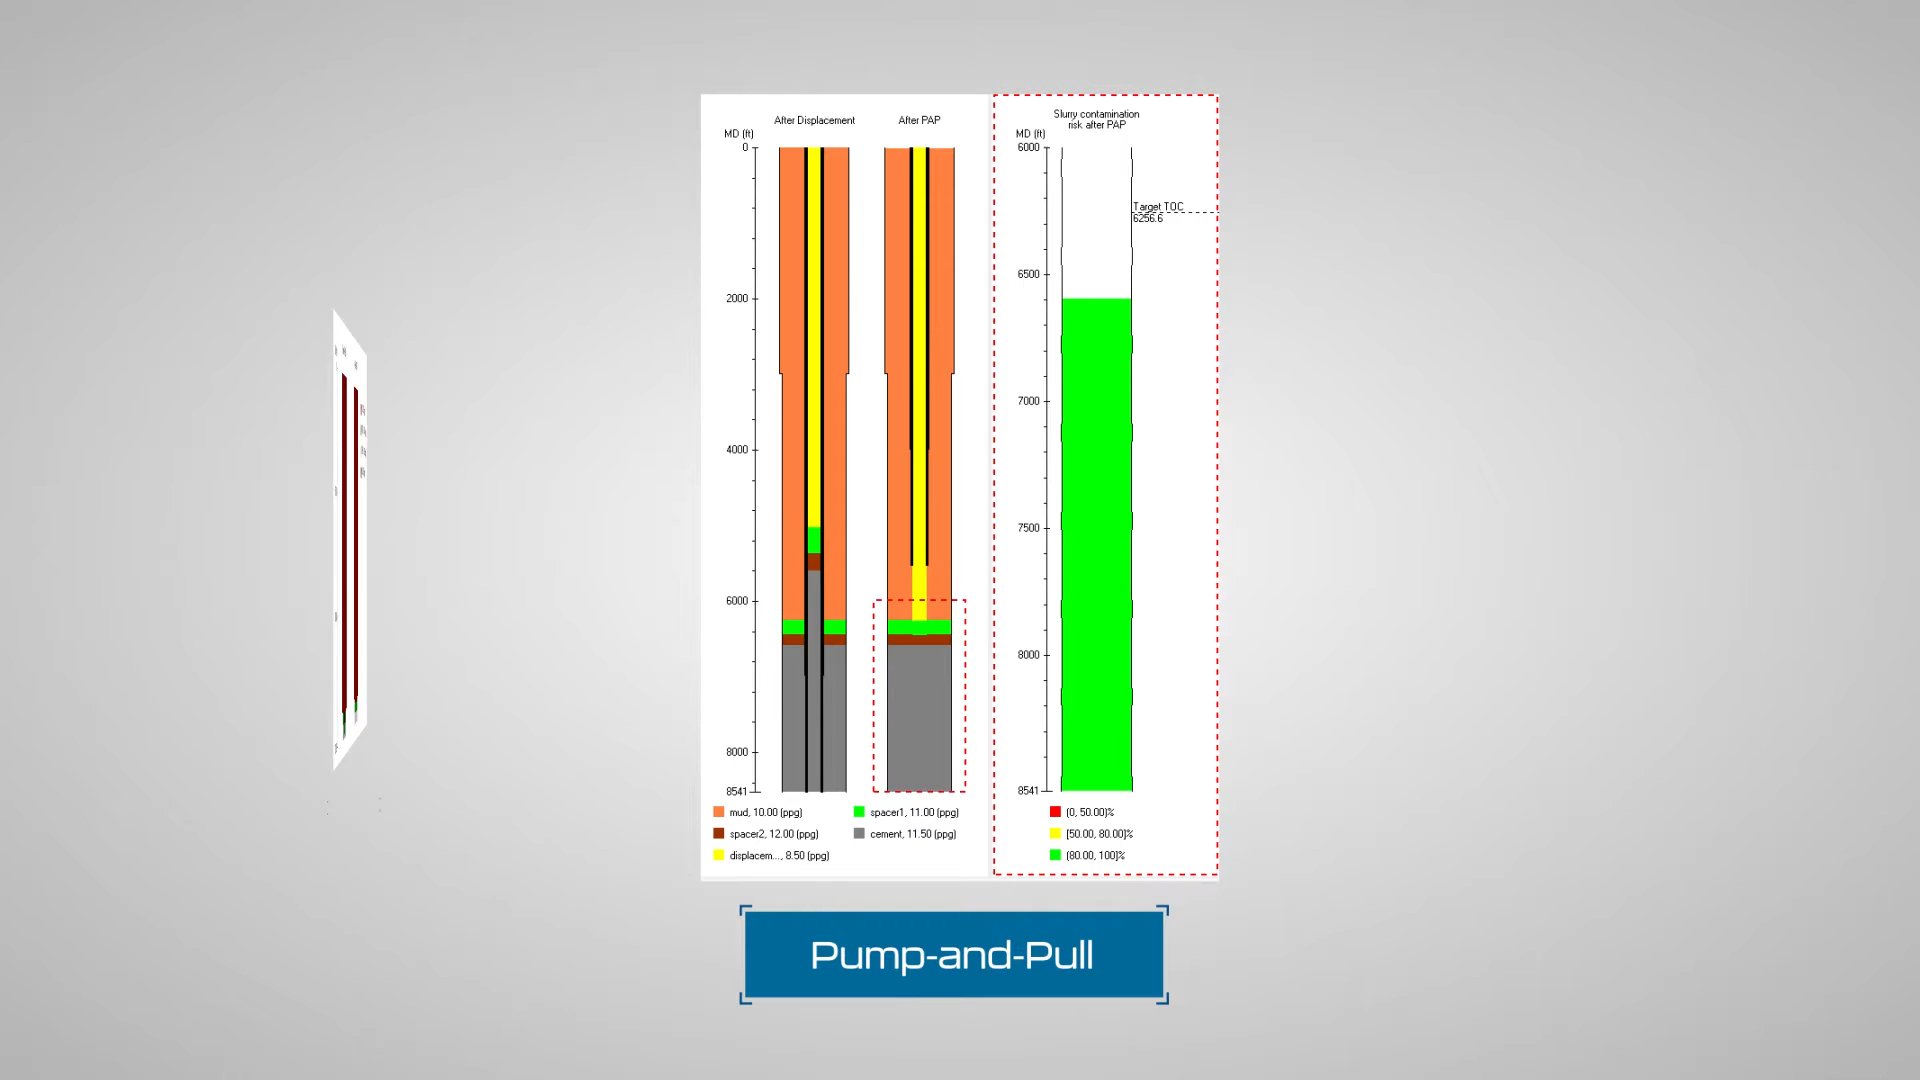 After Displacement
After PAP
MD (ft)
0
2000
4000
6000
8000
8541
mud, 10.00 (ppg)
spacer1, 11.00 (ppg)
spacer2, 12.00 (ppg)
cement, 11.50 (ppg)
displacem..., 8.50 (ppg)
Slurry contamination
risk after PAP
MD (ft)
6000
Target TOC
6256.6
6500
7000
7500
8000
8541
(0, 50.00)%
[50.00, 80.00)%
[80.00, 100]%
Pump-and-Pull